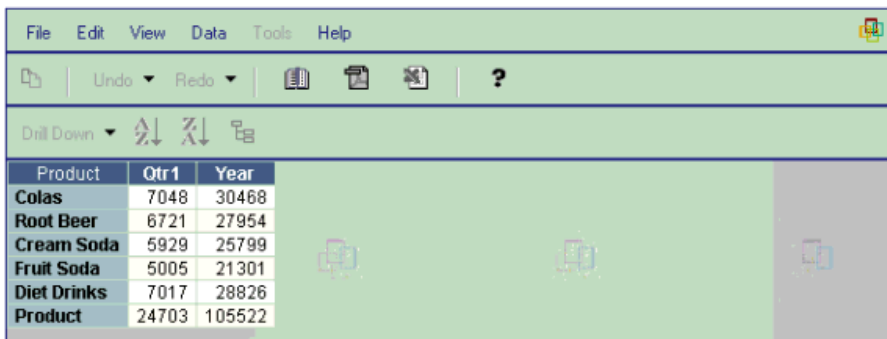 File Edit View Data Tools Help
Undo Redo ?
Drill Down
Product Qtr1 Year
Colas 7048 30468
Root Beer 6721 27954
Cream Soda 5929 25799
Fruit Soda 5005 21301
Diet Drinks 7017 28826
Product 24703 105522